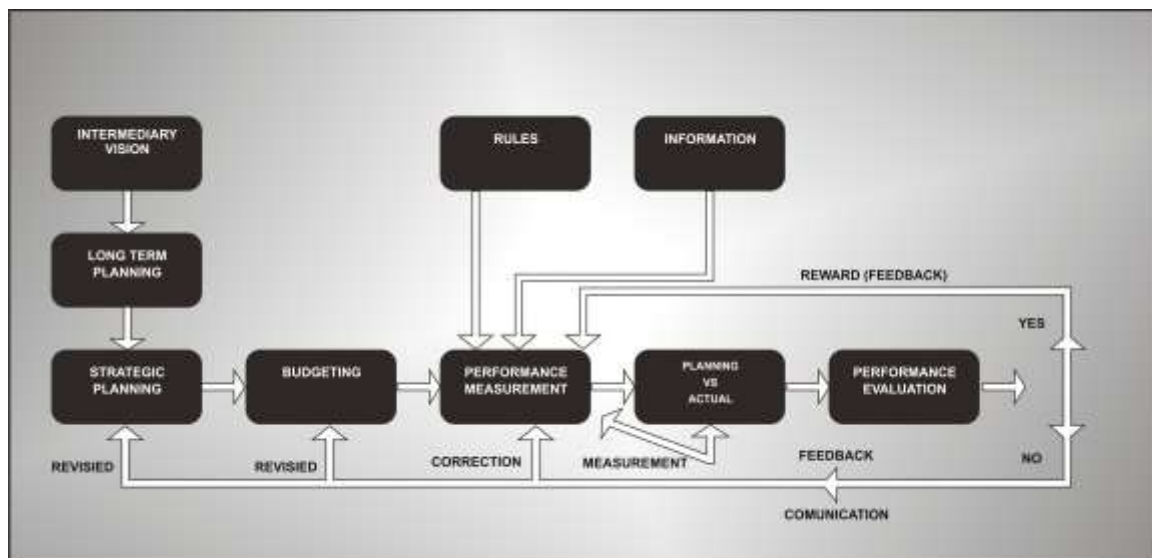 INTERMEDIARY
VISION
RULES
INFORMATION
LONG TERM
PLANNING
REWARD (FEEDBACK)
YES
STRATEGIC
PLANNING
BUDGETING
PERFORMANCE
MEASUREMENT
PLANNING
VS
ACTUAL
PERFORMANCE
EVALUATION
REVISIED
REVISIED
CORRECTION
MEASUREMENT
FEEDBACK
NO
COMUNICATION